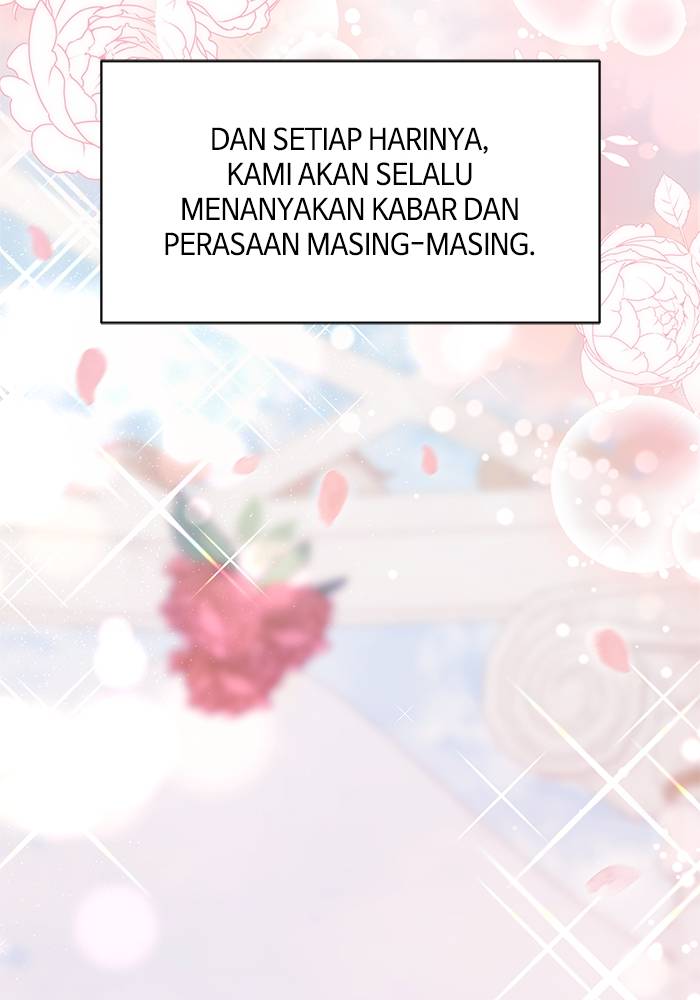 DAN SETIAP HARINYA,
KAMI AKAN SELALU
MENANYAKAN KABAR DAN
PERASAAN MASING-MASING.